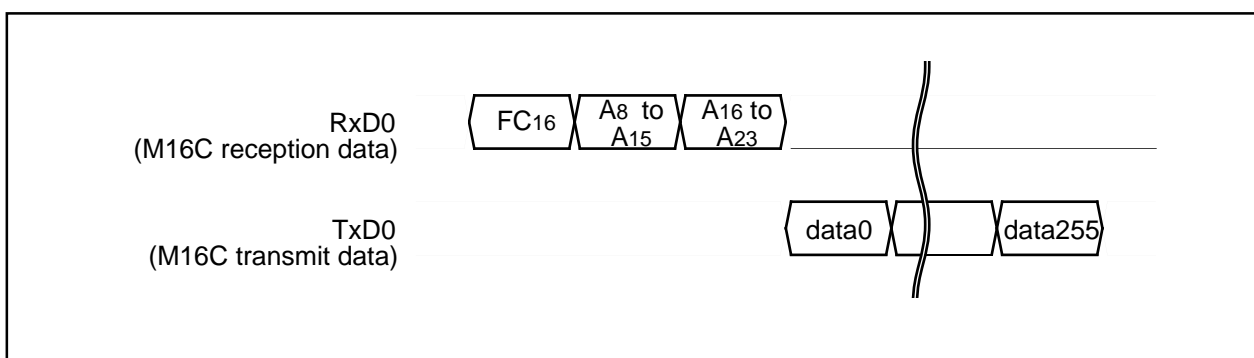 RxD0
(M16C reception data)
FC16
A8 to
A15
A16 to
A23
TxD0
(M16C transmit data)
data0
data255